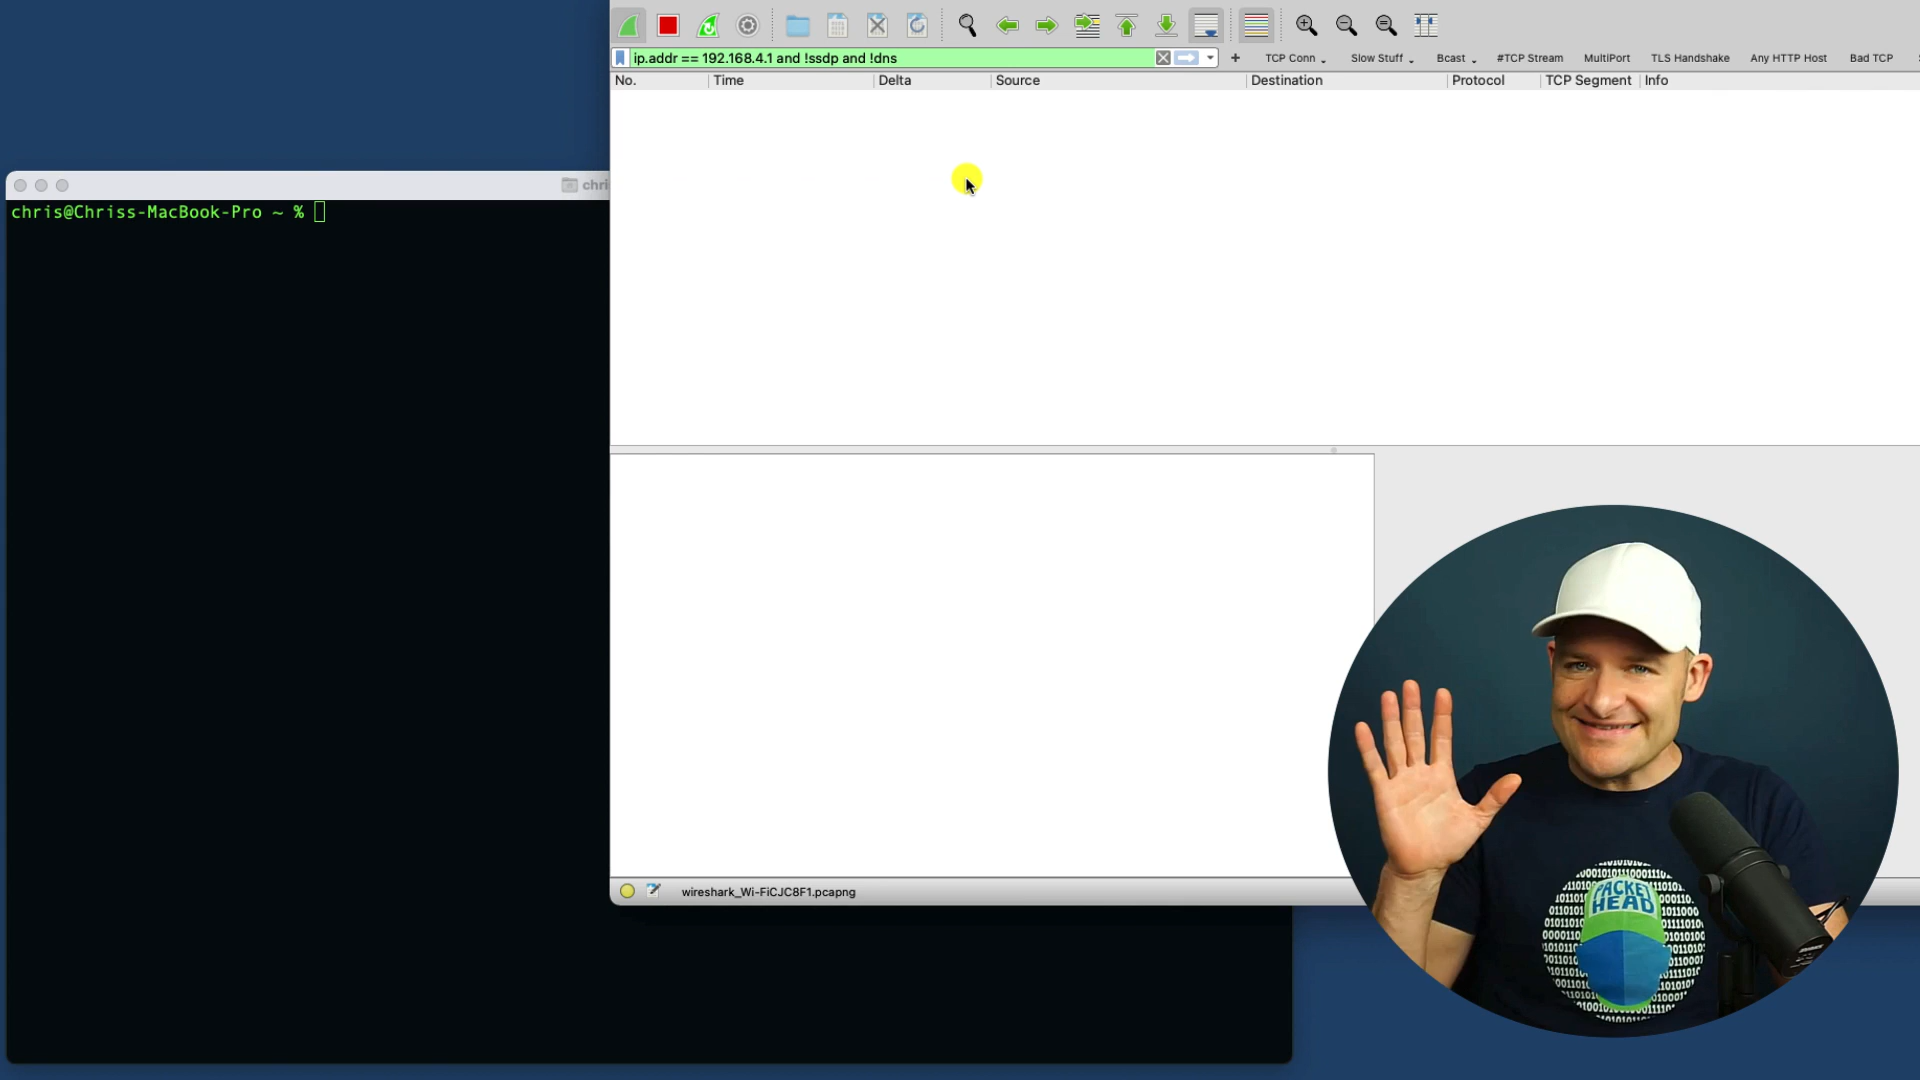 ip.addr == 192.168.4.1 and !ssdp and !dns
+ TCP Conn Slow Stuff Bcast #TCP Stream MultiPort TLS Handshake Any HTTP Host Bad TCP
No. Time Delta Source Destination Protocol TCP Segment Info
chri
chris@Chriss-MacBook-Pro ~ %
wireshark_Wi-FiCJC8F1.pcapng
PACKET
HEAD